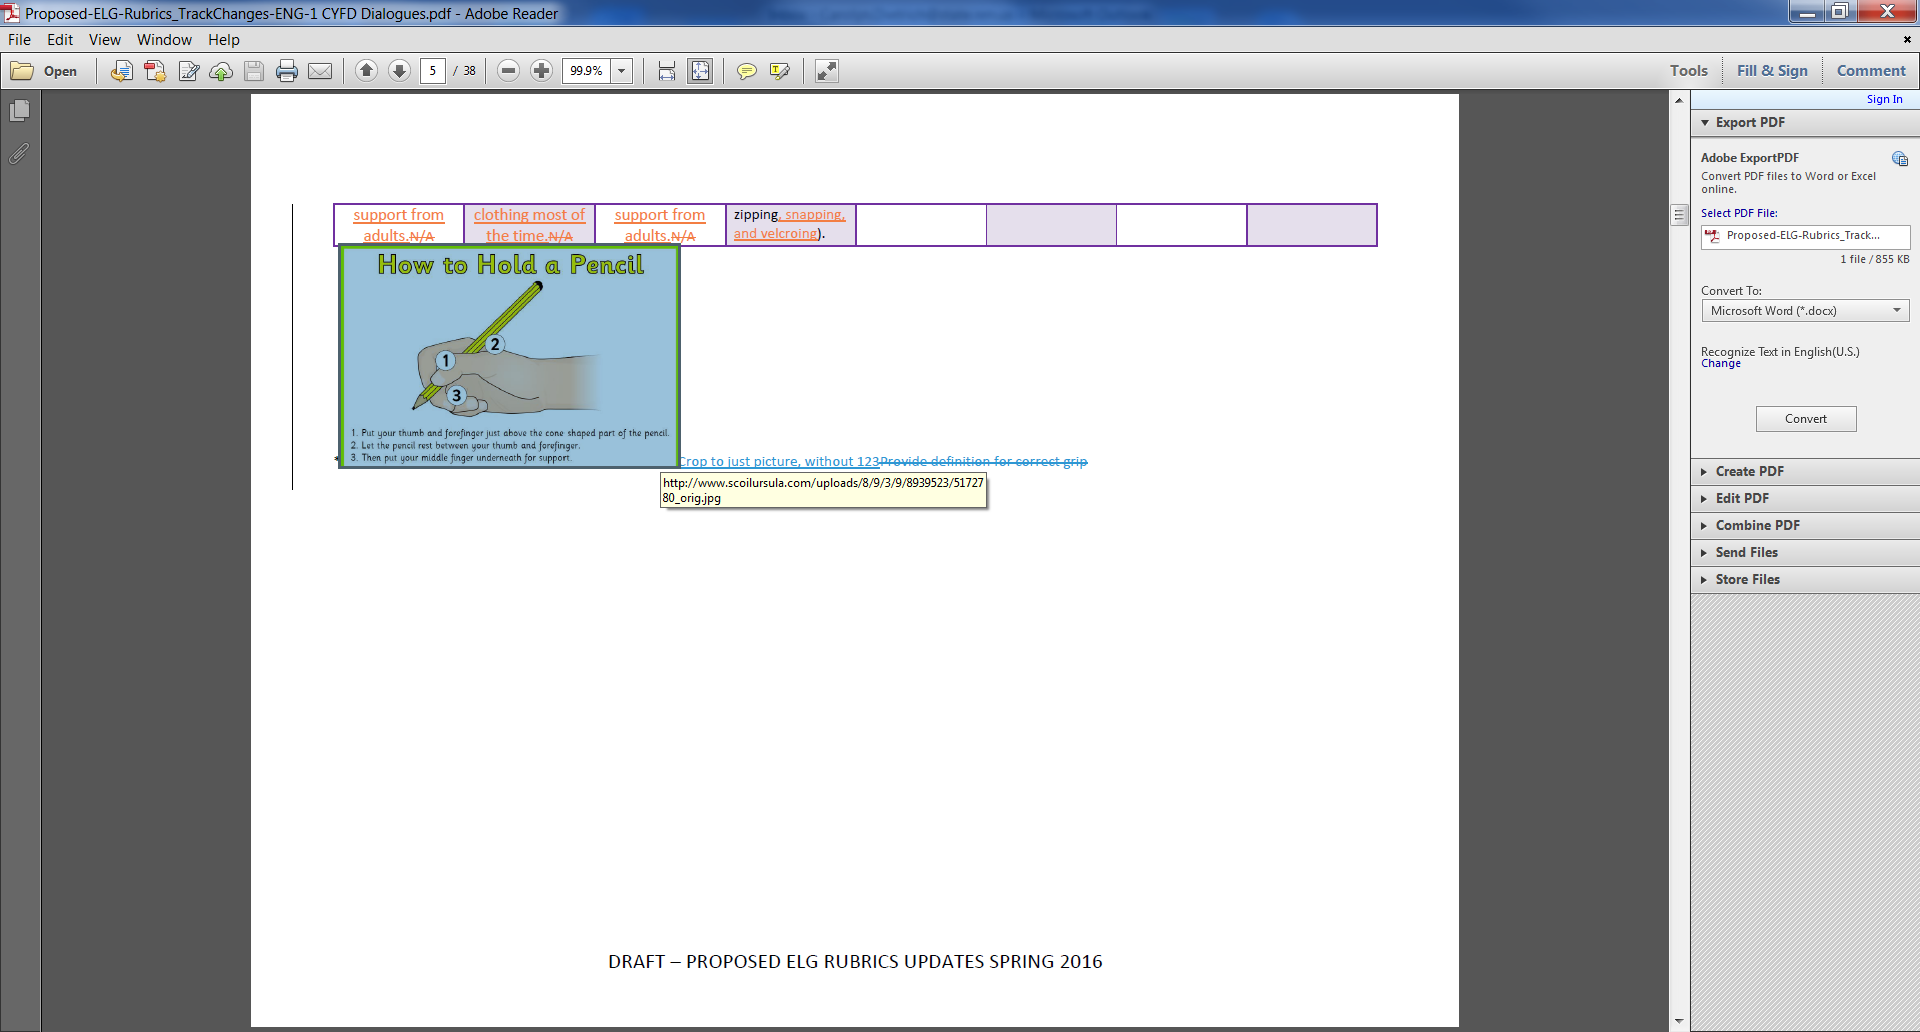 Proposed-ELG-Rubrics_TrackChanges-ENG-1 CYFD Dialogues.pdf - Adobe Reader
File Edit View Window Help
Open 5 / 38 99.9% Tools Fill & Sign Comment
Sign In
Export PDF
Adobe ExportPDF
Convert PDF files to Word or Excel
online.
Select PDF File:
Proposed-ELG-Rubrics_Track...
1 file / 855 KB
Convert To:
Microsoft Word (*.docx)
Recognize Text in English(U.S.)
Change
Convert
Create PDF
Edit PDF
Combine PDF
Send Files
Store Files
support from
adults.N/A
clothing most of
the time.N/A
support from
adults.N/A
zipping, snapping,
and velcroing).
How to Hold a Pencil
1
2
3
1. Put your thumb and forefinger just above the cone shaped part of the pencil.
2. Let the pencil rest between your thumb and forefinger.
3. Then put your middle finger underneath for support.
*Crop to just picture, without 123Provide definition for correct grip
http://www.scoilursula.com/uploads/8/9/3/9/8939523/51727
80_orig.jpg
DRAFT – PROPOSED ELG RUBRICS UPDATES SPRING 2016